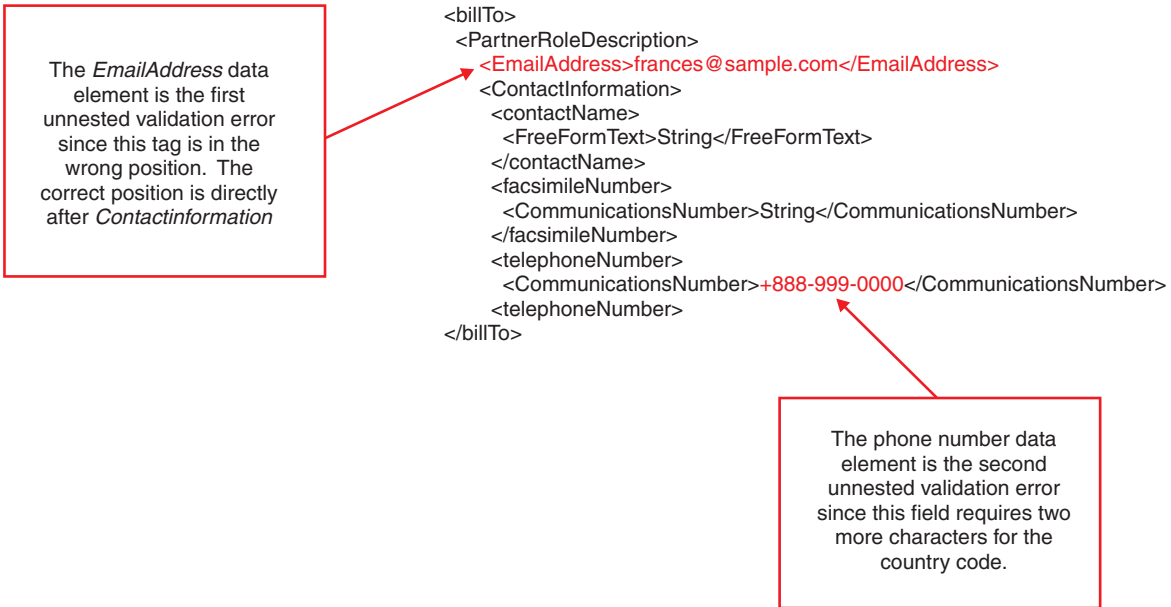 The EmailAddress data
element is the first
unnested validation error
since this tag is in the
wrong position. The
correct position is directly
after Contactinformation
<billTo>
<PartnerRoleDescription>
<EmailAddress>frances@sample.com</EmailAddress>
<ContactInformation>
<contactName>
<FreeFormText>String</FreeFormText>
</contactName>
<facsimileNumber>
<CommunicationsNumber>String</CommunicationsNumber>
</facsimileNumber>
<telephoneNumber>
<CommunicationsNumber>+888-999-0000</CommunicationsNumber>
<telephoneNumber>
</billTo>
The phone number data
element is the second
unnested validation error
since this field requires two
more characters for the
country code.